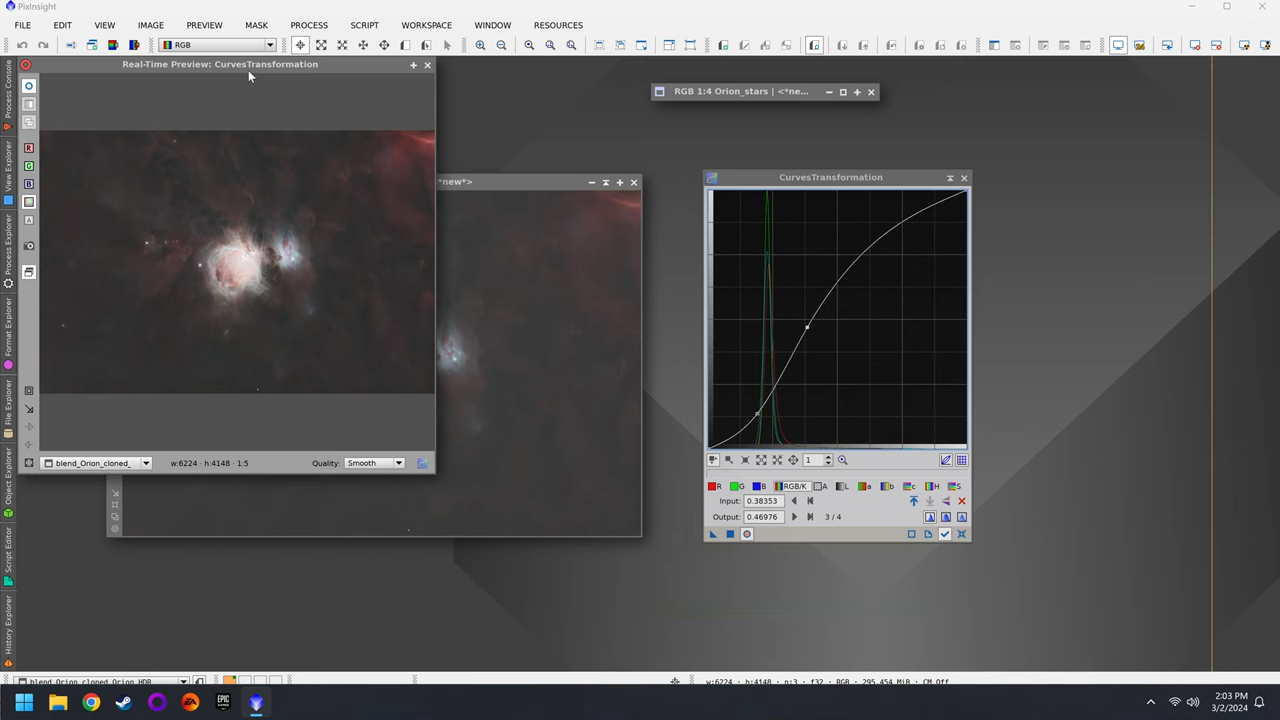 PixInsight
FILE EDIT VIEW IMAGE PREVIEW MASK PROCESS SCRIPT WORKSPACE WINDOW RESOURCES
RGB
Real-Time Preview: CurvesTransformation
RGB 1:4 Orion_stars | <*ne...
*new*>
CurvesTransformation
Process Console
View Explorer
Process Explorer
Format Explorer
File Explorer
Object Explorer
Script Editor
History Explorer
R
G
B
A
blend_Orion_cloned_ w:6224 · h:4148 · 1:5 Quality: Smooth
1
R G B RGB/K A L a b c H S
Input: 0.38353
Output: 0.46976 3 / 4
blend_Orion_cloned_Orion_HDR
w:6224 · h:4148 · n:3 · f32 · RGB · 295.454 MiB · CM Off
EA
EPIC GAMES
2:03 PM
3/2/2024